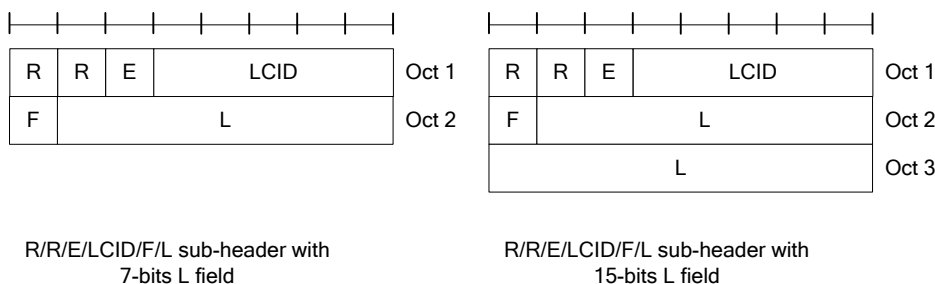 R R E LCID Oct 1
F L Oct 2
R/R/E/LCID/F/L sub-header with
7-bits L field
R R E LCID Oct 1
F L Oct 2
L Oct 3
R/R/E/LCID/F/L sub-header with
15-bits L field